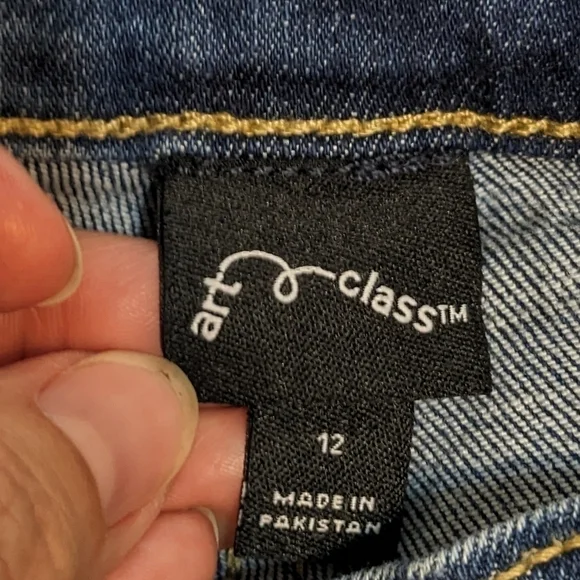 art class™
12
MADE IN
PAKISTAN